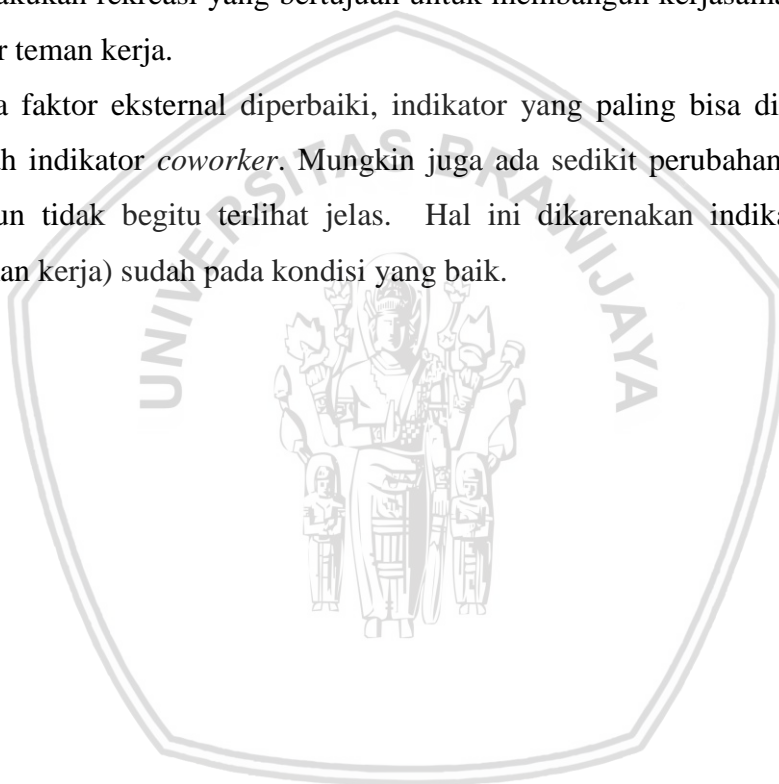 akukan rekreasi yang bertujuan untuk membangun kerjasama
r teman kerja.
a faktor eksternal diperbaiki, indikator yang paling bisa di
ah indikator coworker. Mungkin juga ada sedikit perubahan
un tidak begitu terlihat jelas. Hal ini dikarenakan indika
an kerja) sudah pada kondisi yang baik.
UNIVERSITAS BRAWIJAYA